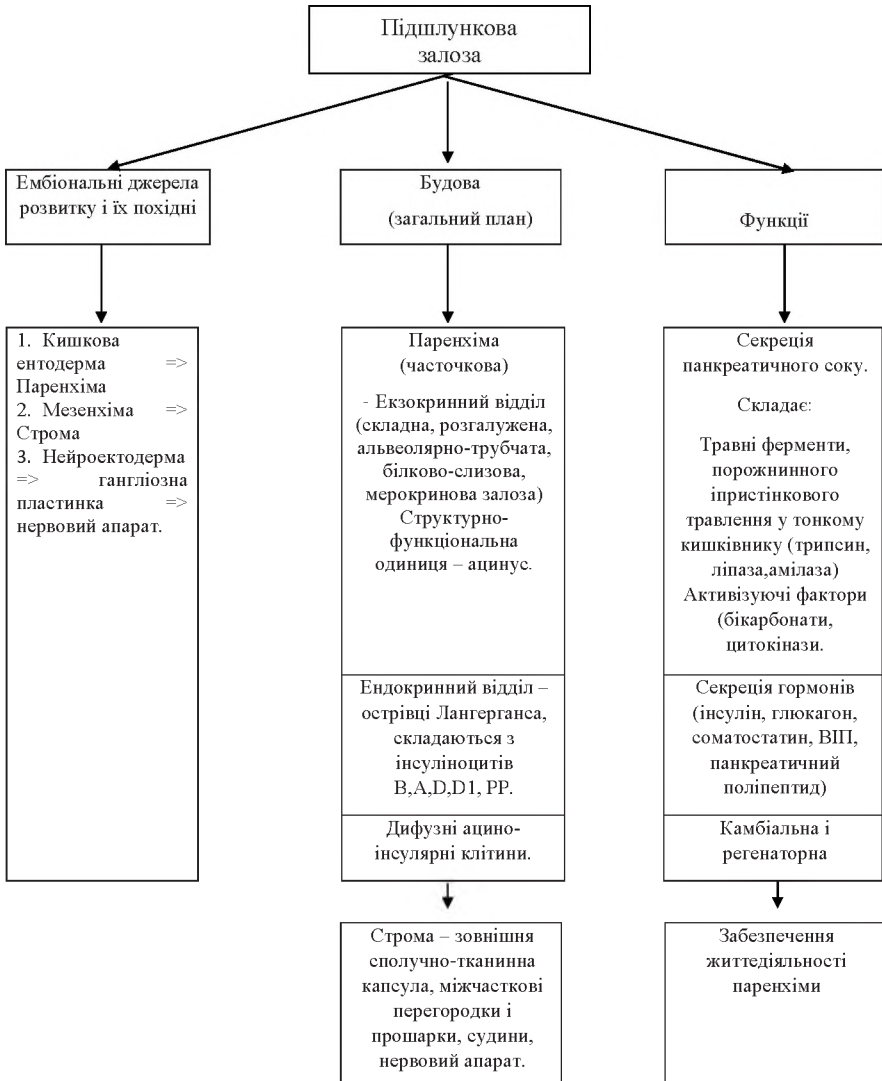 Підшлункова
залоза
Ембіональні джерела
розвитку і їх похідні
Будова
(загальний план)
Функції
1. Кишкова
ентодерма =>
Паренхіма
2. Мезенхіма =>
Строма
3. Нейроектодерма
=> гангліозна
пластинка =>
нервовий апарат.
Паренхіма
(часточкова)
- Екзокринний відділ
(складна, розгалужена,
альвеолярно-трубчата,
білково-слизова,
мерокринова залоза)
Структурно-
функціональна
одиниця – ацинус.
Ендокринний відділ –
острівці Лангерганса,
складаються з
інсуліноцитів
B,A,D,D1, PP.
Дифузні ацино-
інсулярні клітини.
Строма – зовнішня
сполучно-тканинна
капсула, міжчасткові
перегородки і
прошарки, судини,
нервовий апарат.
Секреція
панкреатичного соку.
Складає:
Травні ферменти,
порожнинного
іпристінкового
травлення у тонкому
кишківнику (трипсин,
ліпаза,амілаза)
Активізуючі фактори
(бікарбонати,
цитокінази.
Секреція гормонів
(інсулін, глюкагон,
соматостатин, ВІП,
панкреатичний
поліпептид)
Камбіальна і
регенаторна
Забезпечення
життедіяльності
паренхіми